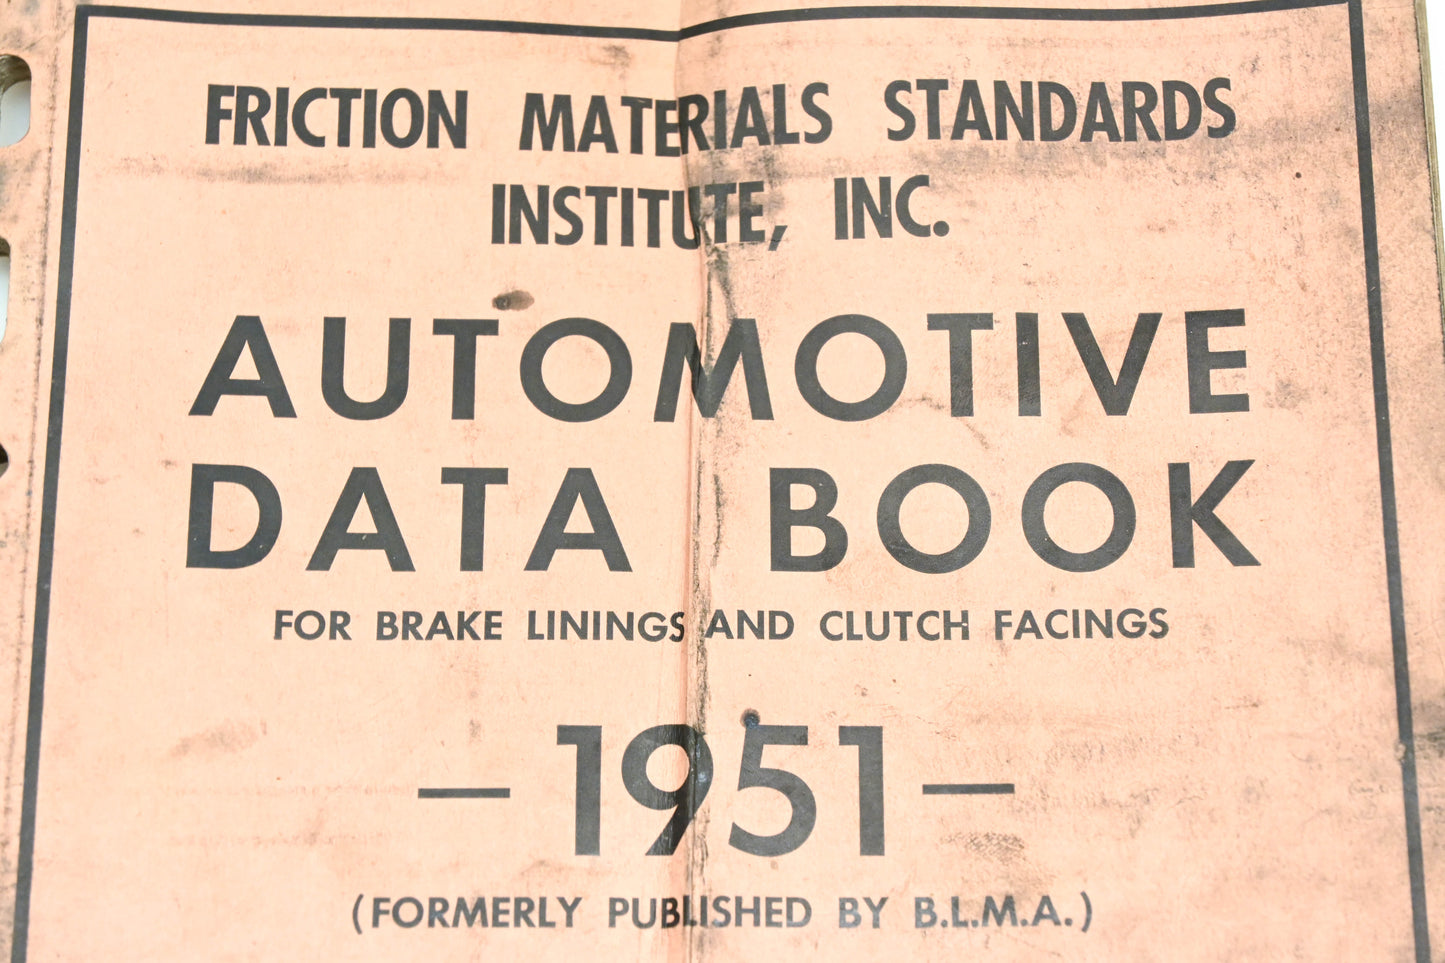 FRICTION MATERIALS STANDARDS
INSTITUTE, INC.
AUTOMOTIVE
DATA BOOK
FOR BRAKE LININGS AND CLUTCH FACINGS
— 1951 —
(FORMERLY PUBLISHED BY B.L.M.A.)